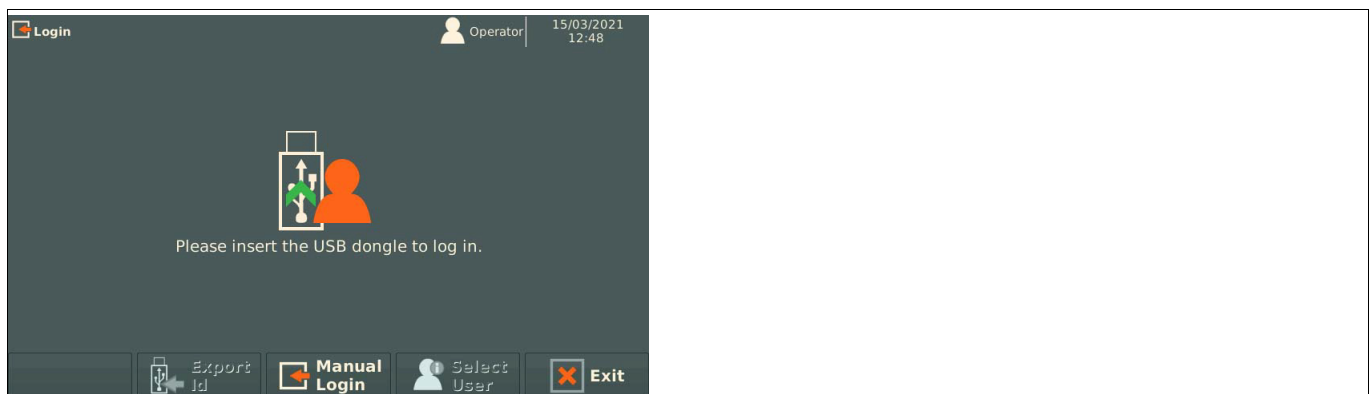 Login
Operator
15/03/2021
12:48
Please insert the USB dongle to log in.
Export
Id
Manual
Login
Select
User
Exit